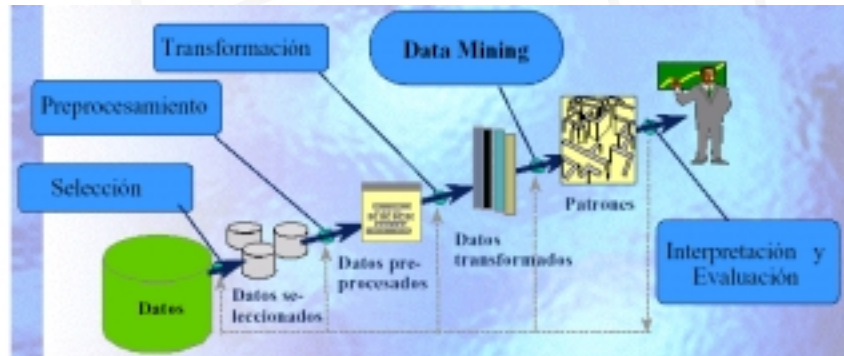 Transformación
Data Mining
Preprocesamiento
Selección
Datos
Datos se-
leccionados
Datos pre-
procesados
Datos
transformados
Patrones
Interpretación y
Evaluación